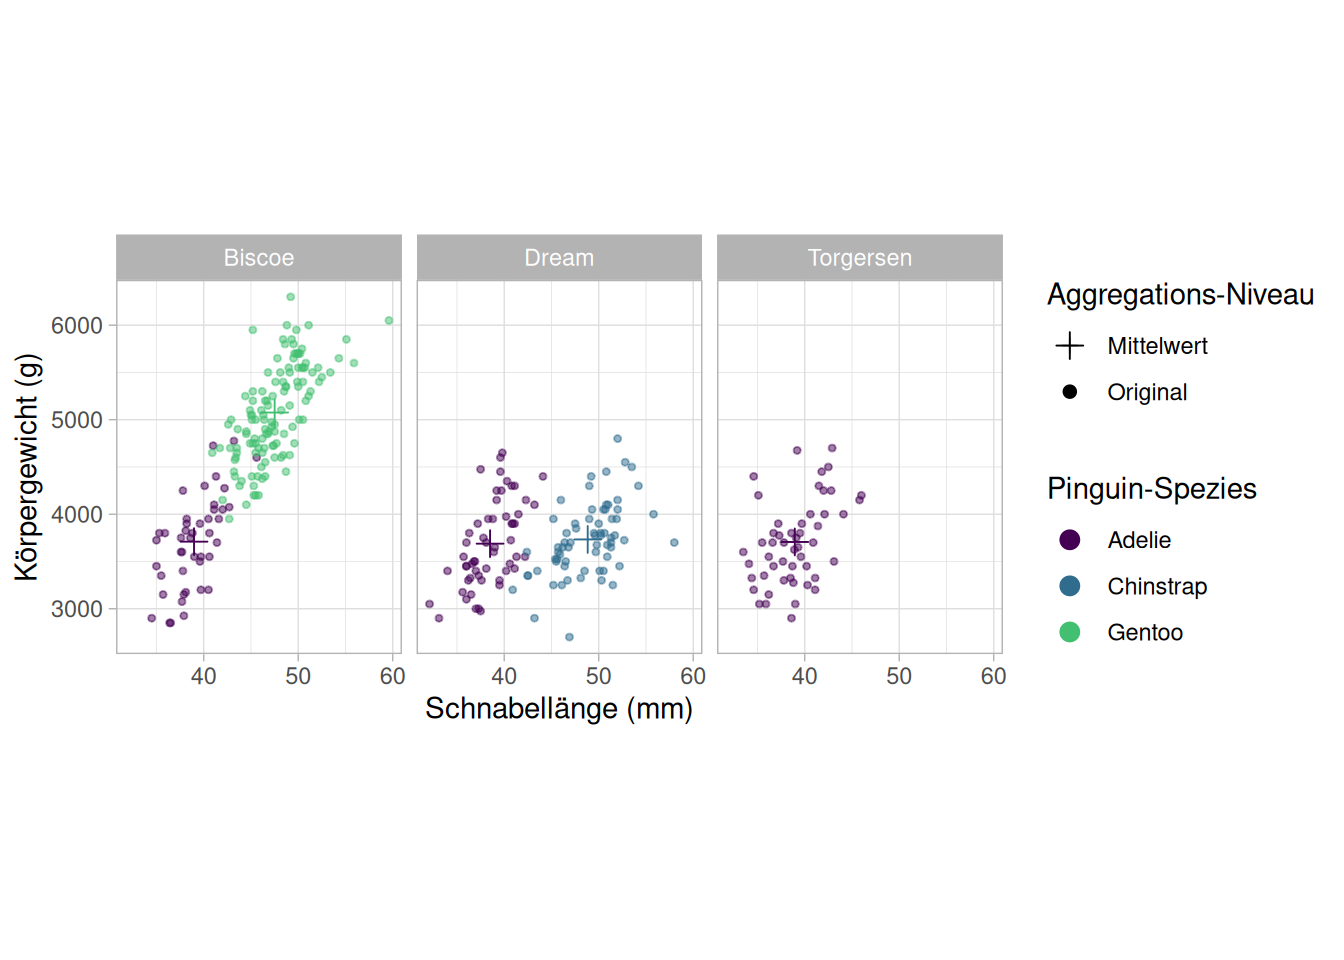 Biscoe
Dream
Torgersen
6000
5000
4000
3000
Körpergewicht (g)
40 50 60
40 50 60
40 50 60
Schnabellänge (mm)
Aggregations-Niveau
Mittelwert
Original
Pinguin-Spezies
Adelie
Chinstrap
Gentoo